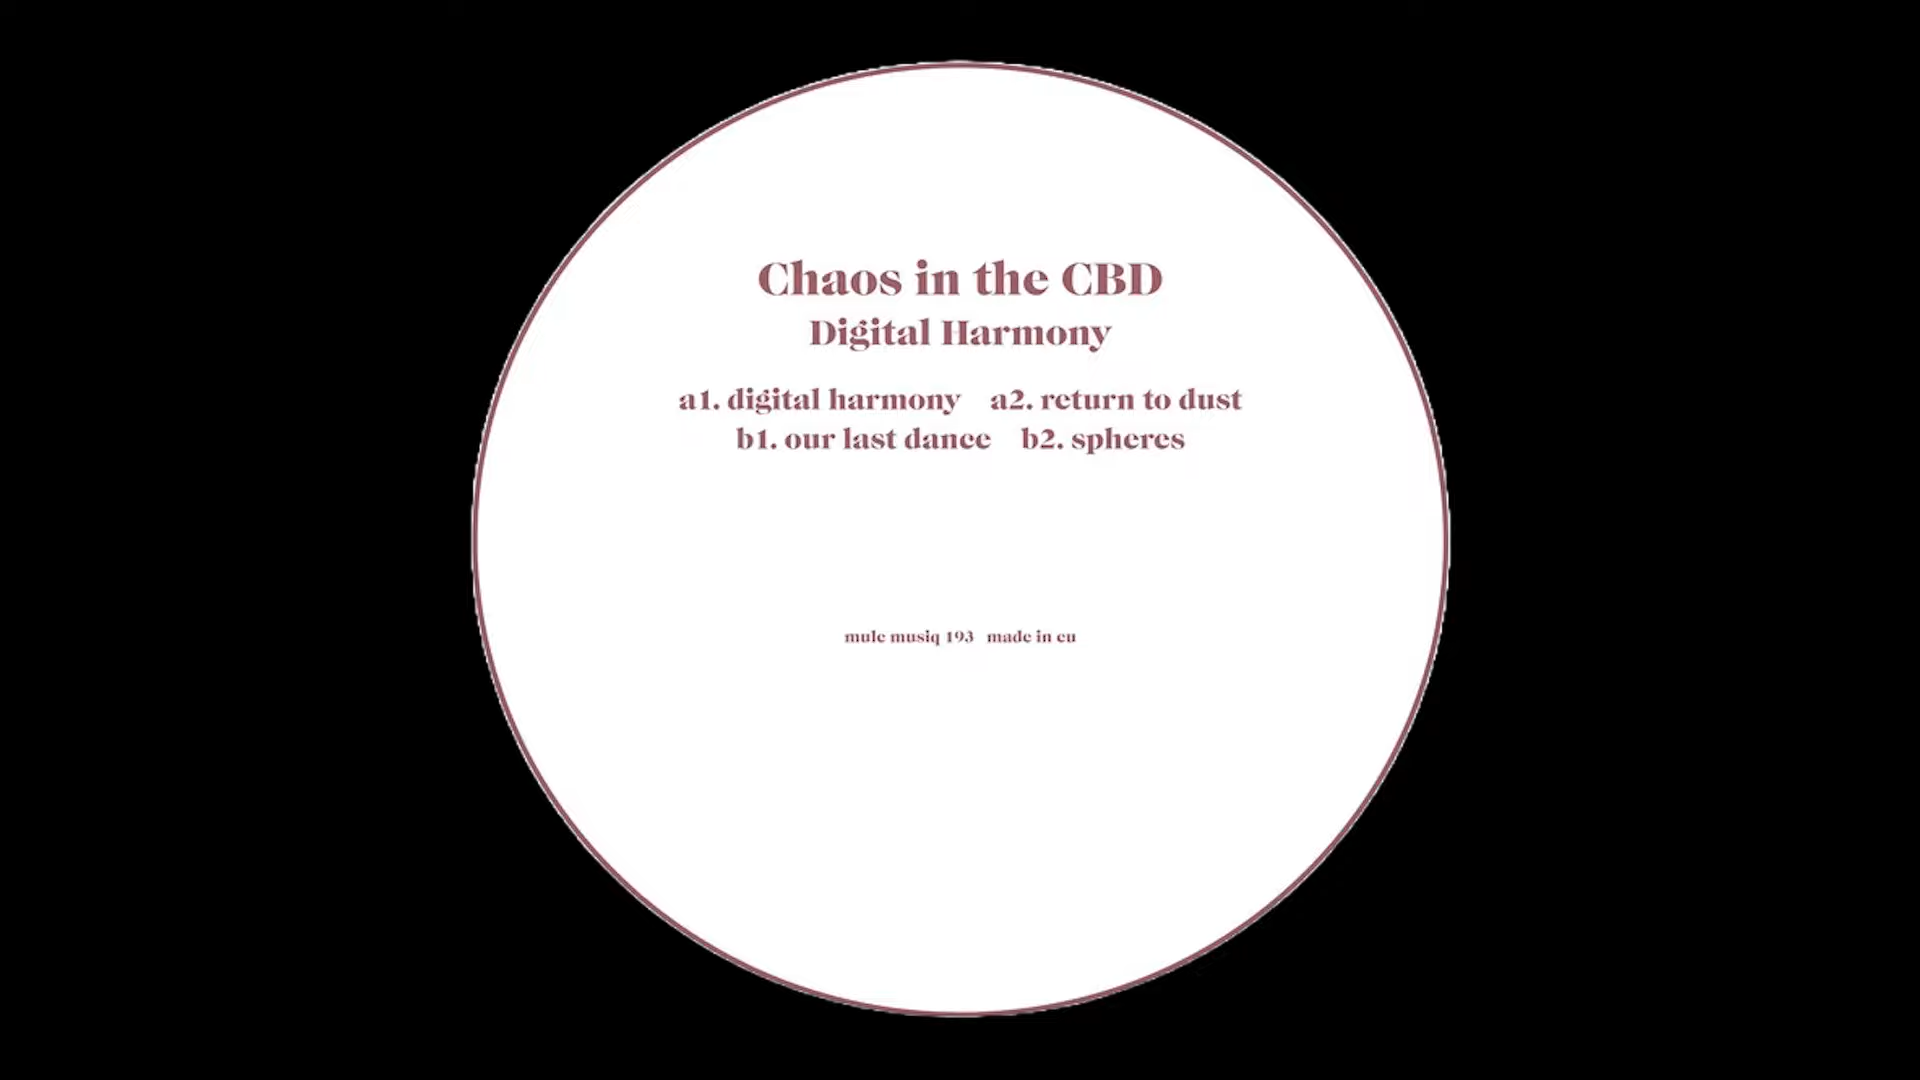 Chaos in the CBD
Digital Harmony
a1. digital harmony a2. return to dust
b1. our last dance b2. spheres
mule musiq 193 made in eu